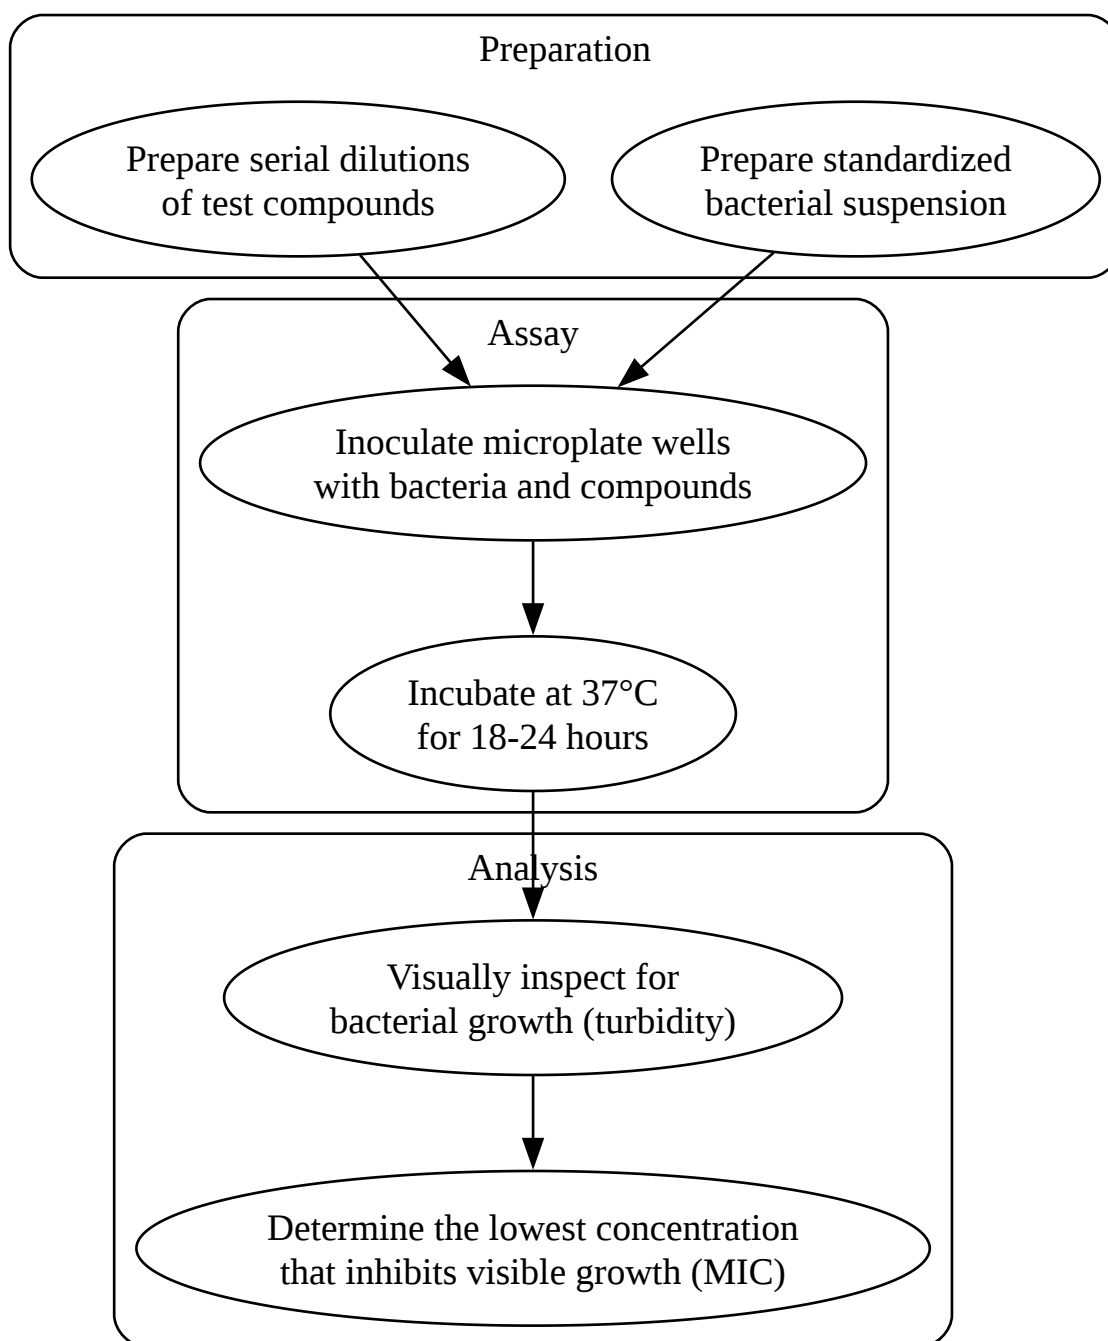 Preparation
Prepare serial dilutions
of test compounds
Prepare standardized
bacterial suspension
Assay
Inoculate microplate wells
with bacteria and compounds
Incubate at 37°C
for 18-24 hours
Analysis
Visually inspect for
bacterial growth (turbidity)
Determine the lowest concentration
that inhibits visible growth (MIC)